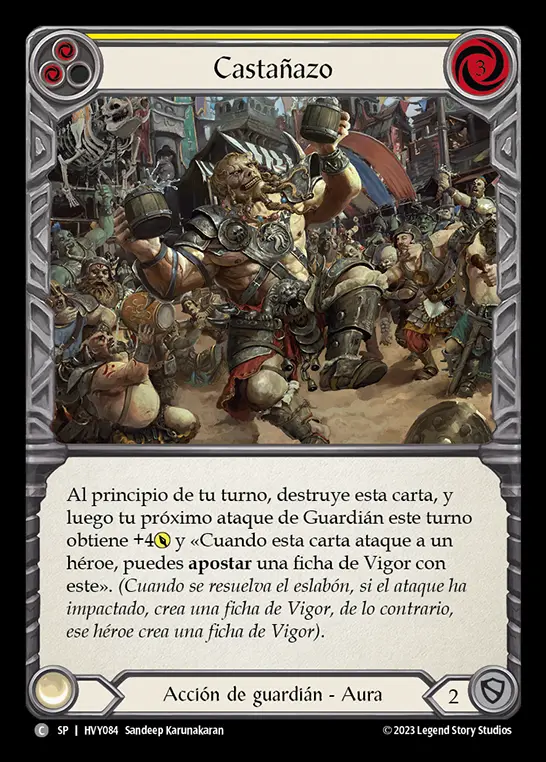 Castañazo
3
Al principio de tu turno, destruye esta carta, y
luego tu próximo ataque de Guardián este turno
obtiene +4 y «Cuando esta carta ataque a un
héroe, puedes apostar una ficha de Vigor con
este». (Cuando se resuelva el eslabón, si el ataque ha
impactado, crea una ficha de Vigor, de lo contrario,
ese héroe crea una ficha de Vigor).
Acción de guardián - Aura
2
C SP | HVY084 Sandeep Karunakaran
© 2023 Legend Story Studios